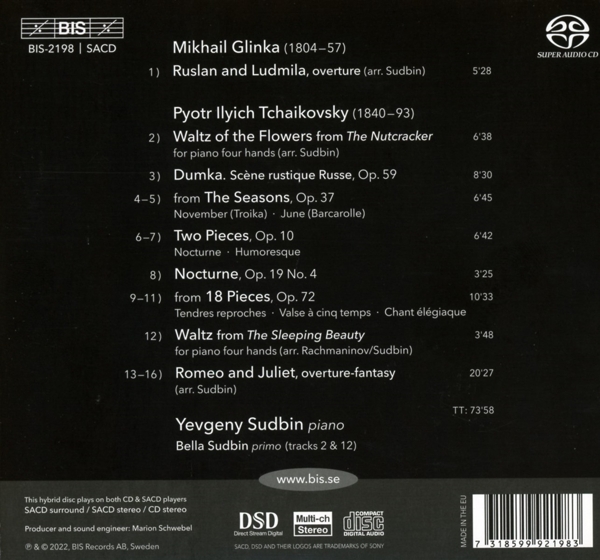 BIS
BIS-2198 | SACD
SUPER AUDIO CD
Mikhail Glinka (1804–57)
1) Ruslan and Ludmila, overture (arr. Sudbin) 5'28
Pyotr Ilyich Tchaikovsky (1840–93)
2) Waltz of the Flowers from The Nutcracker 6'38
for piano four hands (arr. Sudbin)
3) Dumka. Scène rustique Russe, Op. 59 8'30
4–5) from The Seasons, Op. 37 6'45
November (Troika) · June (Barcarolle)
6–7) Two Pieces, Op. 10 6'42
Nocturne · Humoresque
8) Nocturne, Op. 19 No. 4 3'25
9–11) from 18 Pieces, Op. 72 10'33
Tendres reproches · Valse à cinq temps · Chant élégiaque
12) Waltz from The Sleeping Beauty 3'48
for piano four hands (arr. Rachmaninov/Sudbin)
13–16) Romeo and Juliet, overture-fantasy 20'27
(arr. Sudbin)
TT: 73'58
Yevgeny Sudbin piano
Bella Sudbin primo (tracks 2 & 12)
www.bis.se
This hybrid disc plays on both CD & SACD players
SACD surround / SACD stereo / CD stereo
Producer and sound engineer: Marion Schwebel
℗ & © 2022, BIS Records AB, Sweden
DSD
Direct Stream Digital
Multi-ch
Stereo
COMPACT
disc
DIGITAL AUDIO
SACD, DSD AND THEIR LOGOS ARE TRADEMARKS OF SONY
MADE IN THE EU
7 318599 921983